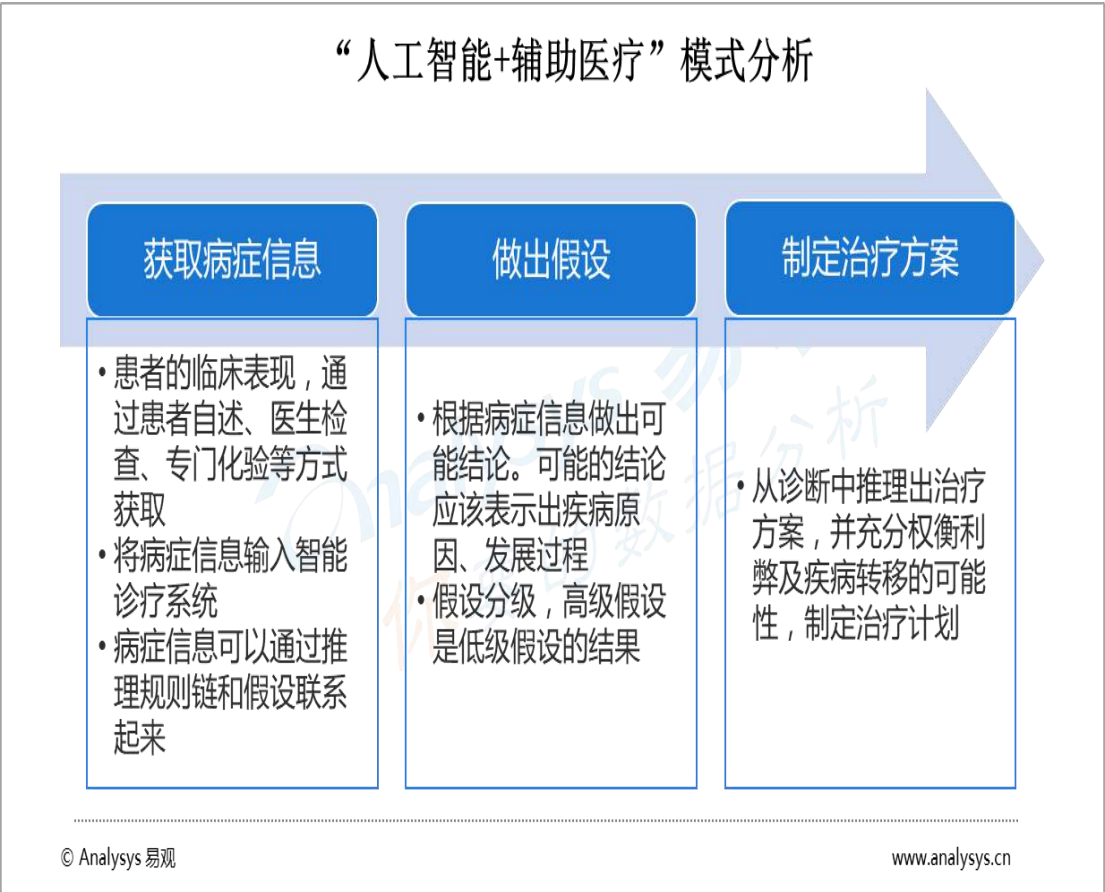 “人工智能+辅助医疗”模式分析
获取病症信息
做出假设
制定治疗方案
•患者的临床表现，通
过患者自述、医生检
查、专门化验等方式
获取
•将病症信息输入智能
诊疗系统
•病症信息可以通过推
理规则链和假设联系
起来
•根据病症信息做出可
能结论。可能的结论
应该表示出疾病原
因、发展过程
•假设分级，高级假设
是低级假设的结果
•从诊断中推理出治疗
方案，并充分权衡利
弊及疾病转移的可能
性，制定治疗计划
© Analysys 易观
www.analysys.cn